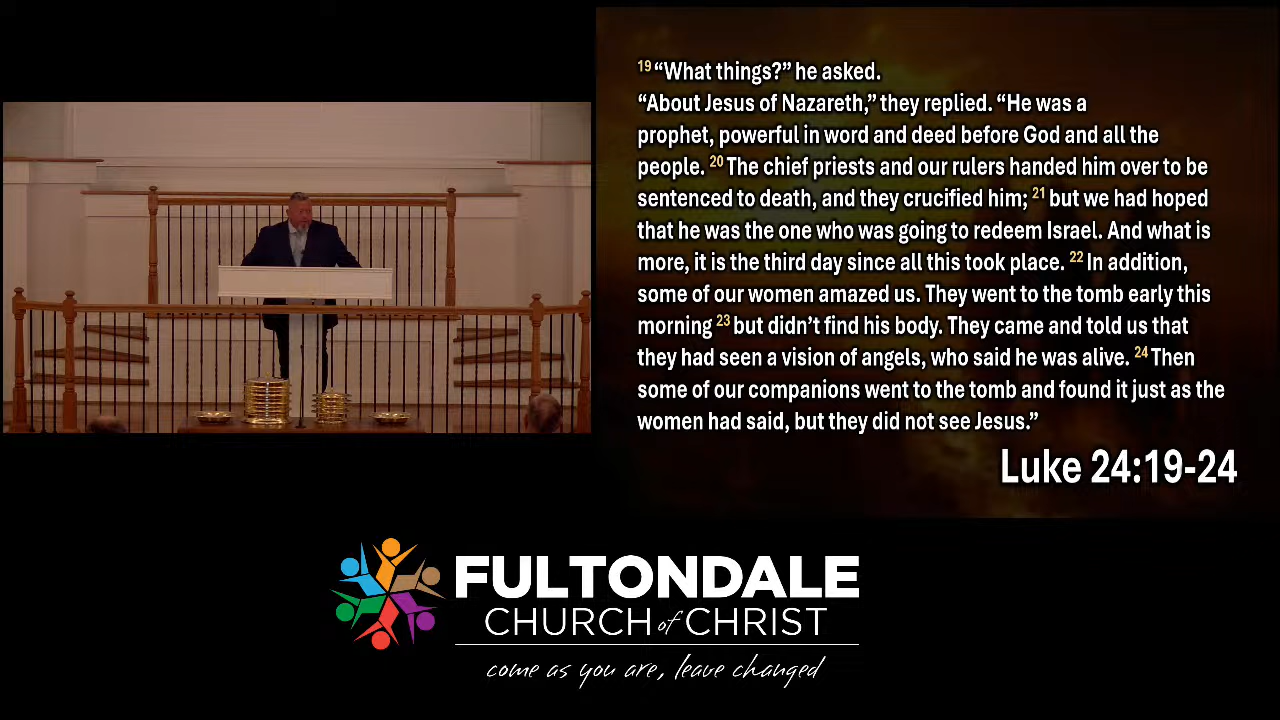 19 “What things?” he asked.
“About Jesus of Nazareth,” they replied. “He was a
prophet, powerful in word and deed before God and all the
people. 20 The chief priests and our rulers handed him over to be
sentenced to death, and they crucified him; 21 but we had hoped
that he was the one who was going to redeem Israel. And what is
more, it is the third day since all this took place. 22 In addition,
some of our women amazed us. They went to the tomb early this
morning 23 but didn’t find his body. They came and told us that
they had seen a vision of angels, who said he was alive. 24 Then
some of our companions went to the tomb and found it just as the
women had said, but they did not see Jesus.”
Luke 24:19-24
FULTONDALE
CHURCH of CHRIST
come as you are, leave changed